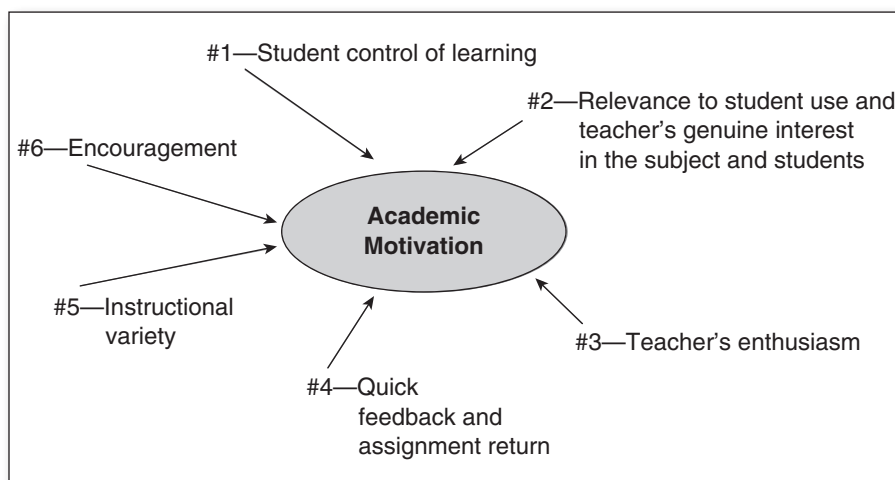 #1—Student control of learning
#2—Relevance to student use and
teacher's genuine interest
in the subject and students
#6—Encouragement
Academic
Motivation
#5—Instructional
variety
#3—Teacher's enthusiasm
#4—Quick
feedback and
assignment return